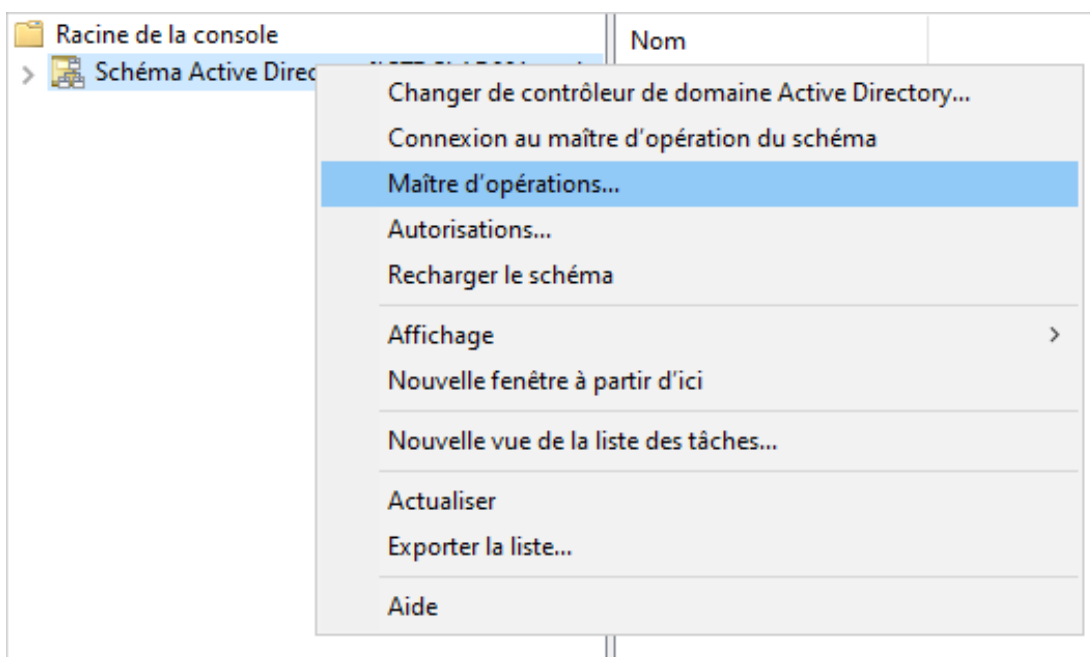 Racine de la console
Nom
Schéma Active
Changer de contrôleur de domaine Active Directory...
Connexion au maître d'opération du schéma
Maître d'opérations...
Autorisations...
Recharger le schéma
Affichage
Nouvelle fenêtre à partir d'ici
Nouvelle vue de la liste des tâches...
Actualiser
Exporter la liste...
Aide